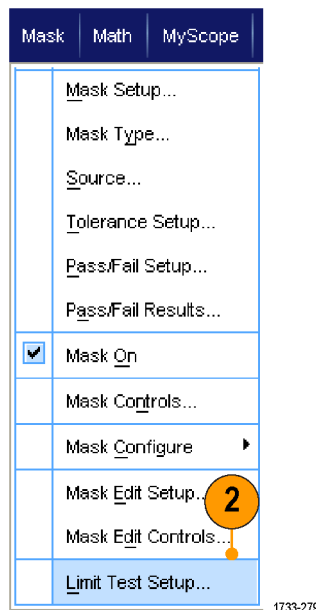 Mask Math MyScope
Mask Setup...
Mask Type...
Source...
Tolerance Setup...
Pass/Fail Setup...
Pass/Fail Results...
Mask On
Mask Controls...
Mask Configure
Mask Edit Setup..
2
Mask Edit Controls...
Limit Test Setup...